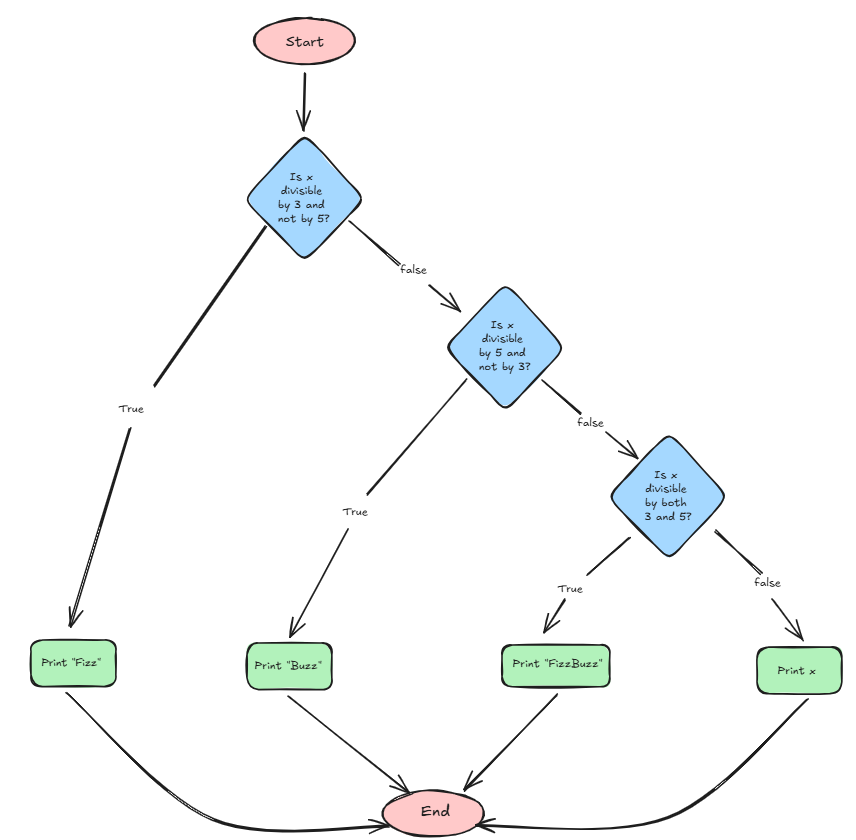 Start
Is x
divisible
by 3 and
not by 5?
false
Is x
divisible
by 5 and
not by 3?
True
false
Is x
divisible
by both
3 and 5?
True
True
false
Print "Fizz"
Print "Buzz"
Print "FizzBuzz"
Print x
End